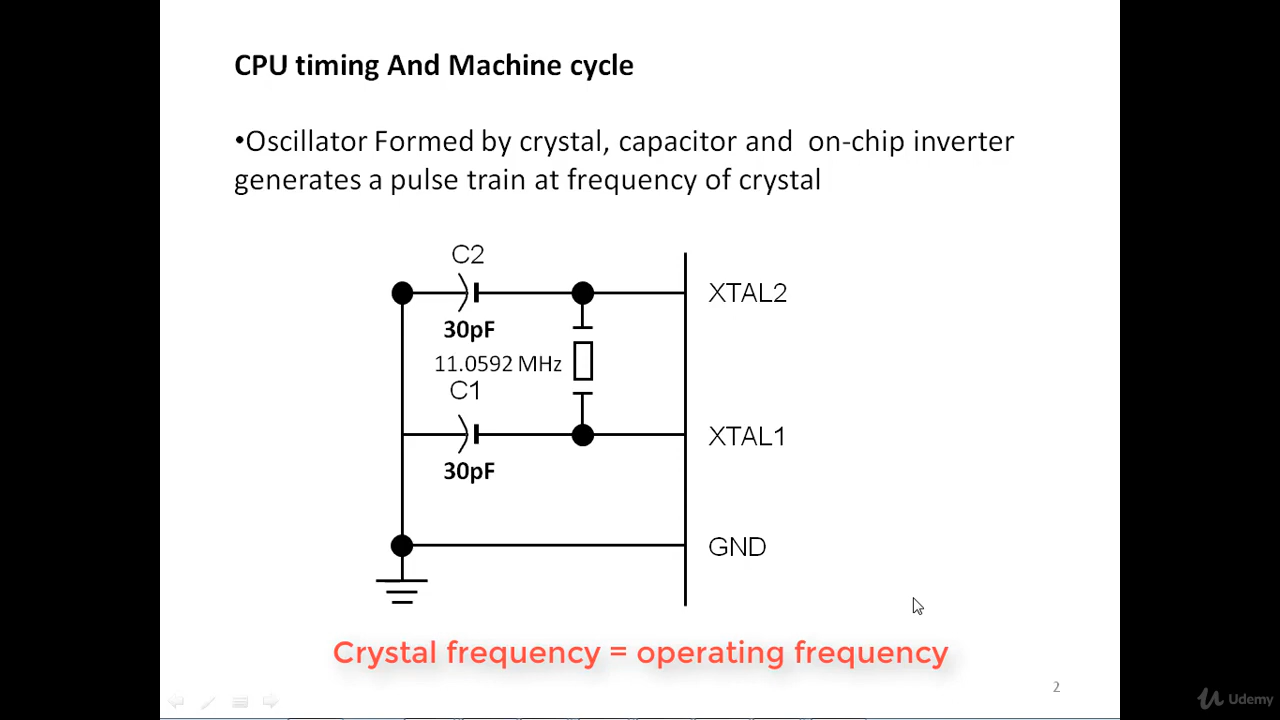 CPU timing And Machine cycle
•Oscillator Formed by crystal, capacitor and on-chip inverter
generates a pulse train at frequency of crystal
C2
XTAL2
30pF
11.0592 MHz
C1
XTAL1
30pF
GND
Crystal frequency = operating frequency
2
Udemy